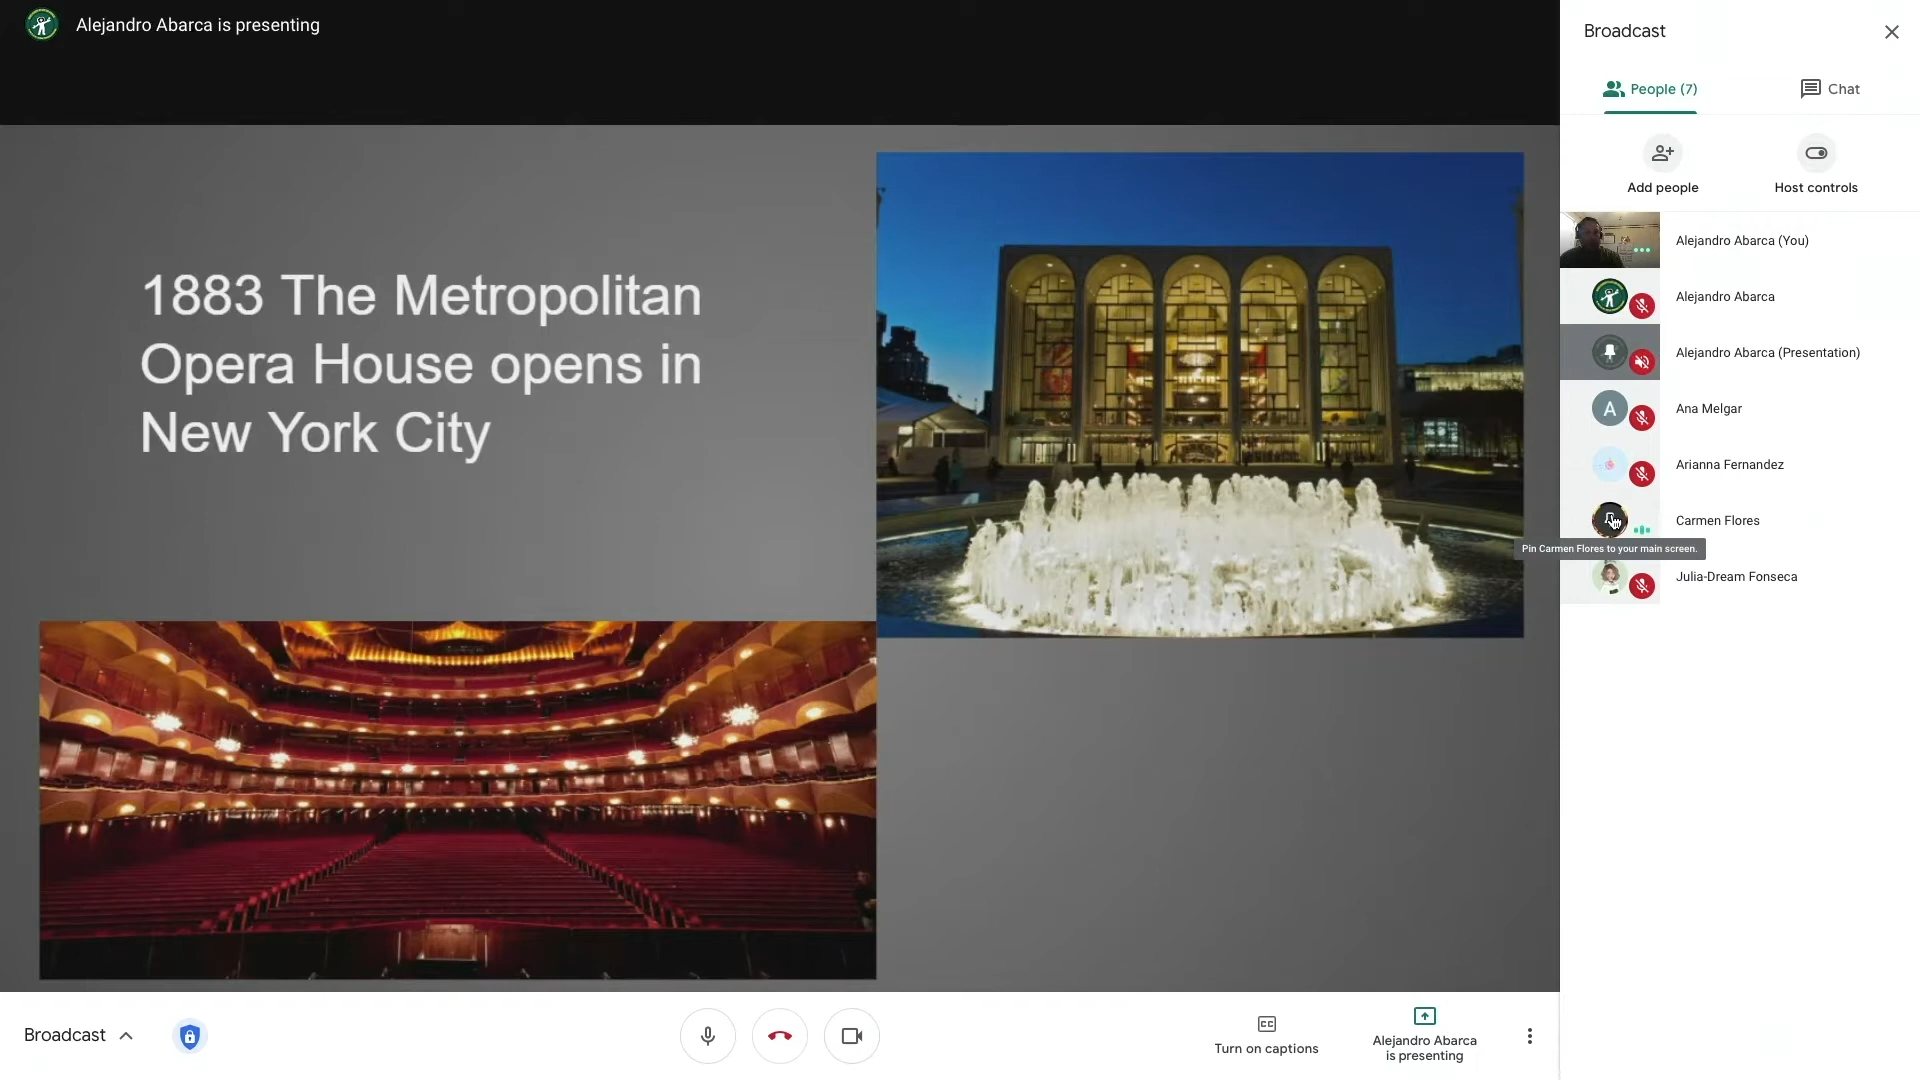 Alejandro Abarca is presenting
1883 The Metropolitan
Opera House opens in
New York City
Broadcast
Turn on captions
Alejandro Abarca
is presenting
Broadcast
People (7)
Chat
Add people
Host controls
Alejandro Abarca (You)
Alejandro Abarca
Alejandro Abarca (Presentation)
A
Ana Melgar
Arianna Fernandez
Carmen Flores
Pin Carmen Flores to your main screen.
Julia-Dream Fonseca